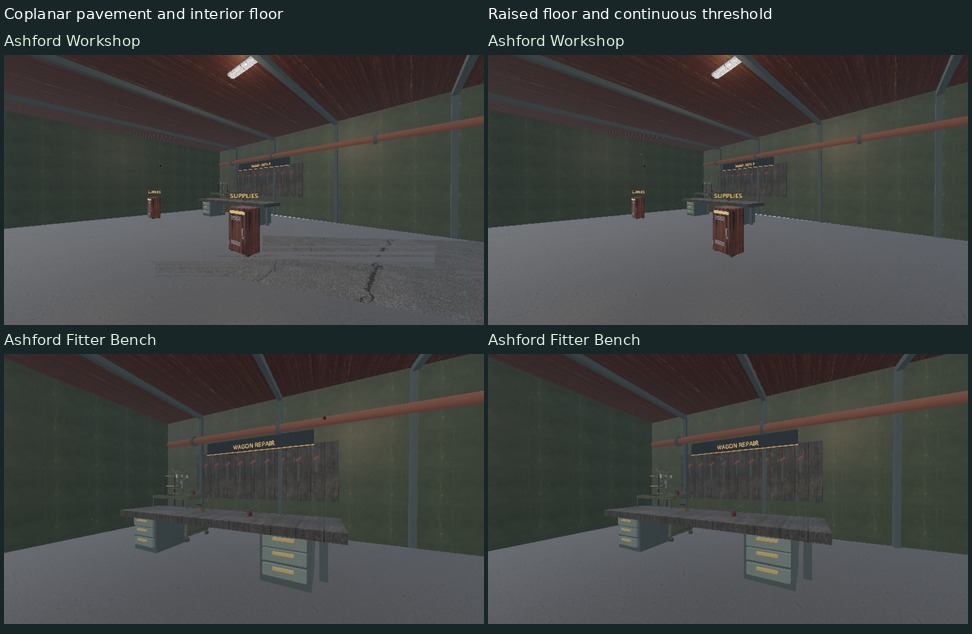 Coplanar pavement and interior floor
Raised floor and continuous threshold
Ashford Workshop
Ashford Workshop
SUPPLIES
SUPPLIES
Ashford Fitter Bench
Ashford Fitter Bench
WAGON REPAIR
WAGON REPAIR